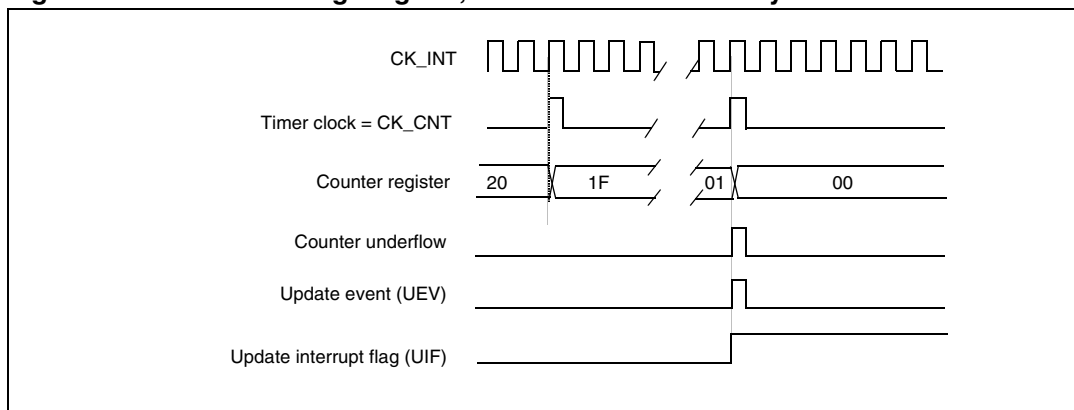 CK_INT
Timer clock = CK_CNT
Counter register 20 1F 01 00
Counter underflow
Update event (UEV)
Update interrupt flag (UIF)